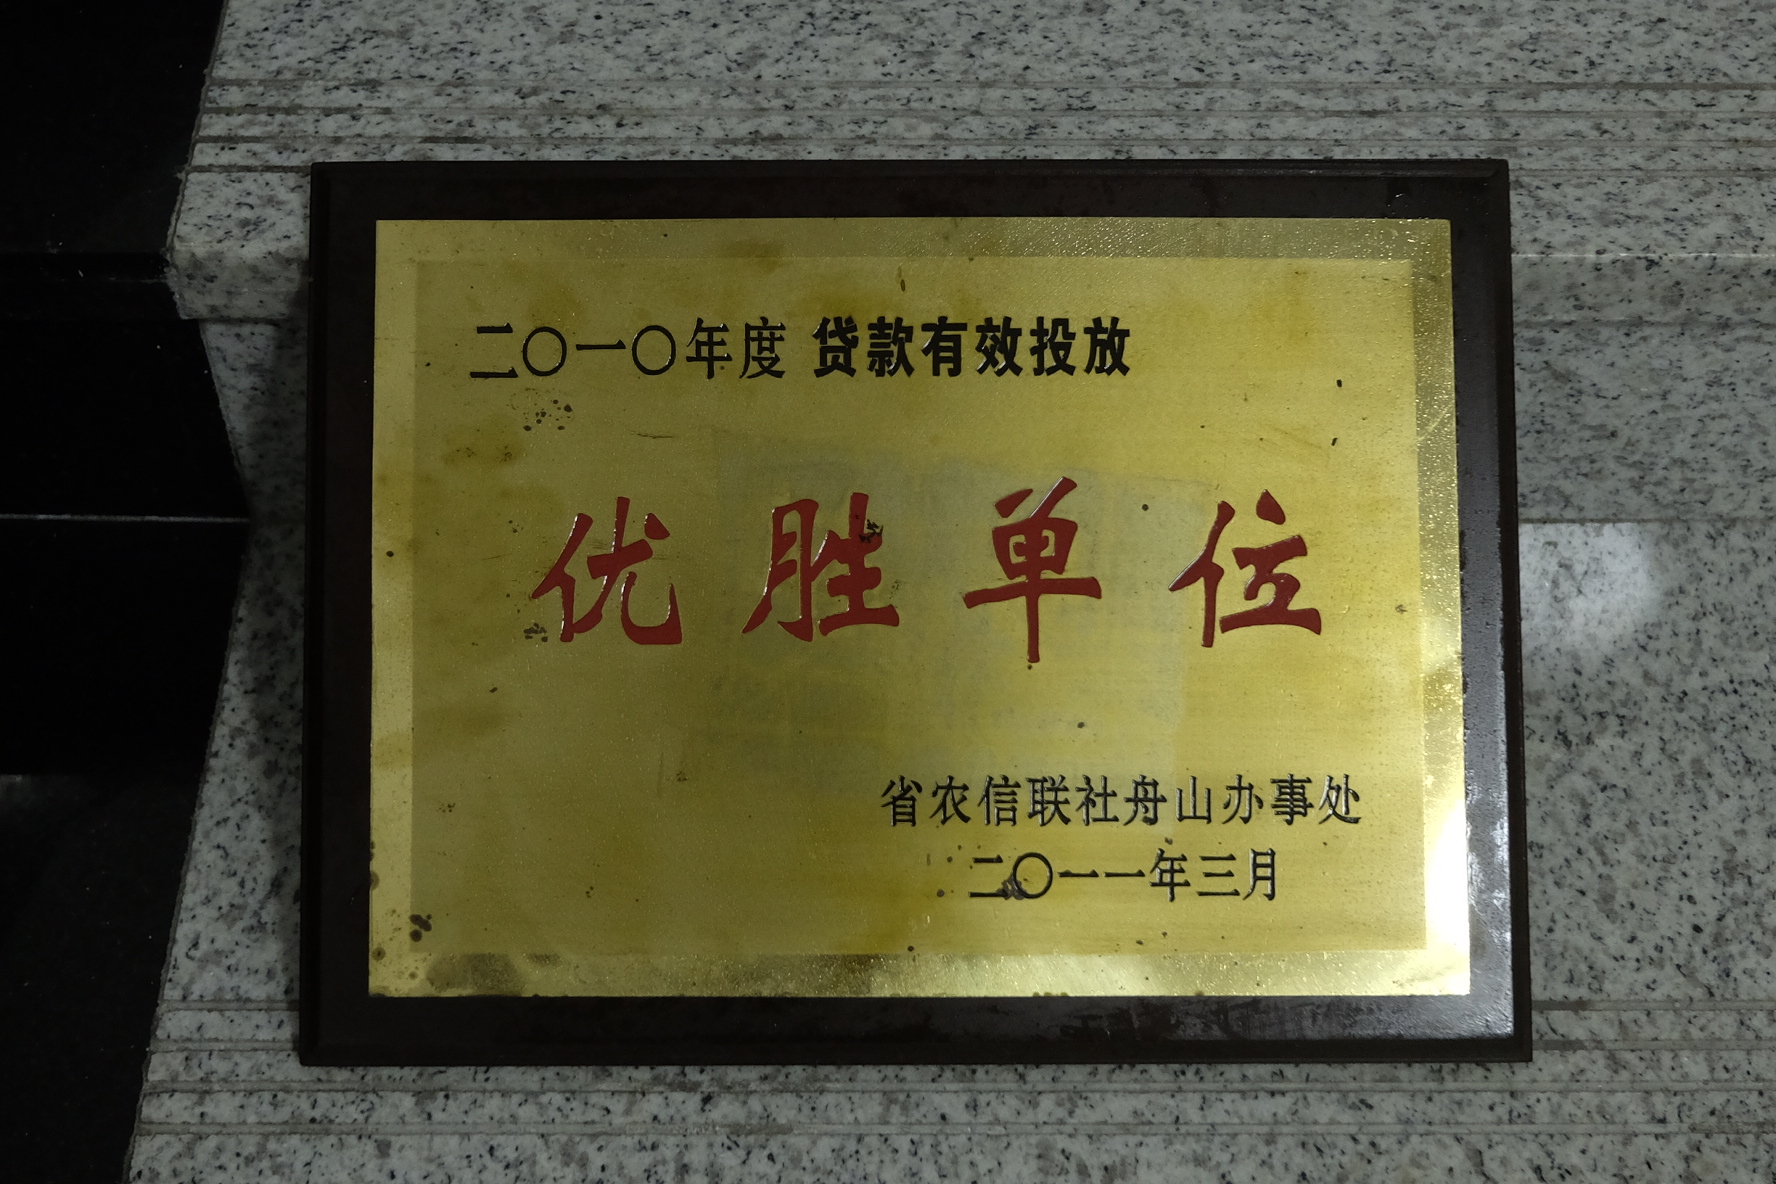 二〇一〇年度 贷款有效投放
优胜单位
省农信联社舟山办事处
二〇一一年三月